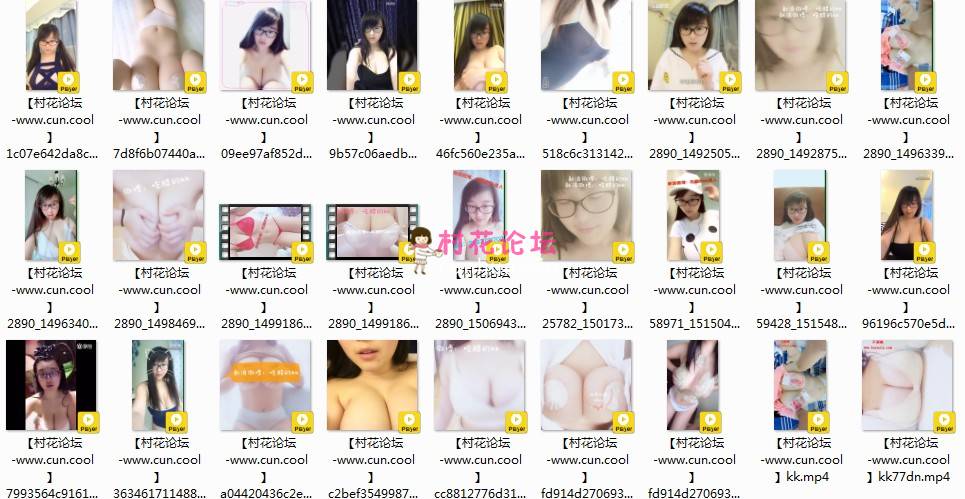 【村花论坛 【村花论坛 【村花论坛 【村花论坛 【村花论坛 【村花论坛 【村花论坛 【村花论坛 【村花论坛
-www.cun.cool -www.cun.cool -www.cun.cool -www.cun.cool -www.cun.cool -www.cun.cool -www.cun.cool -www.cun.cool -www.cun.cool
】 】 】 】 】 】 】 】 】
1c07e642da8c... 7d8f6b07440a... 09ee97af852d... 9b57c06aedb... 46fc560e235a... 518c6c313142... 2890_1492505... 2890_1492875... 2890_1496339...
村花论坛
【村花论坛 【村花论坛 【村花论坛 【村花论坛 【村花论坛 【村花论坛 【村花论坛 【村花论坛 【村花论坛
-www.cun.cool -www.cun.cool -www.cun.cool -www.cun.cool -www.cun.cool -www.cun.cool -www.cun.cool -www.cun.cool -www.cun.cool
】 】 】 】 】 】 】 】 】
2890_1496340... 2890_1498469... 2890_1499186... 2890_1499186... 2890_1506943... 25782_150173... 58971_151504... 59428_151548... 96196c570e5d...
【村花论坛 【村花论坛 【村花论坛 【村花论坛 【村花论坛 【村花论坛 【村花论坛 【村花论坛 【村花论坛
-www.cun.cool -www.cun.cool -www.cun.cool -www.cun.cool -www.cun.cool -www.cun.cool -www.cun.cool -www.cun.cool -www.cun.cool
】 】 】 】 】 】 】 】kk.mp4 】kk77dn.mp4
7993564c9161... 363461711488... a04420436c2e... c2bef3549987... cc8812776d31... fd914d270693... fd914d270693...